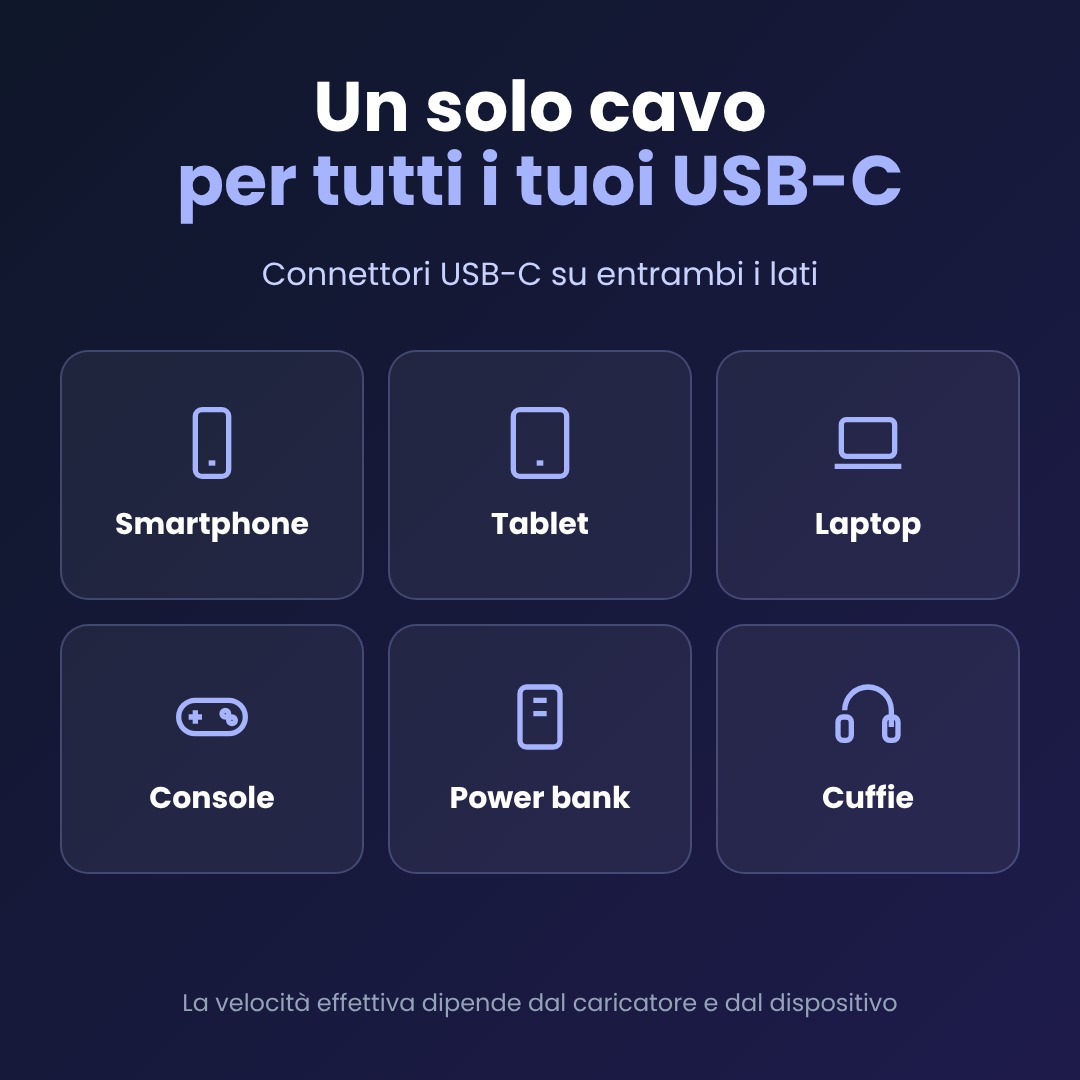 Un solo cavo
per tutti i tuoi USB-C
Connettori USB-C su entrambi i lati
Smartphone
Tablet
Laptop
Console
Power bank
Cuffie
La velocità effettiva dipende dal caricatore e dal dispositivo